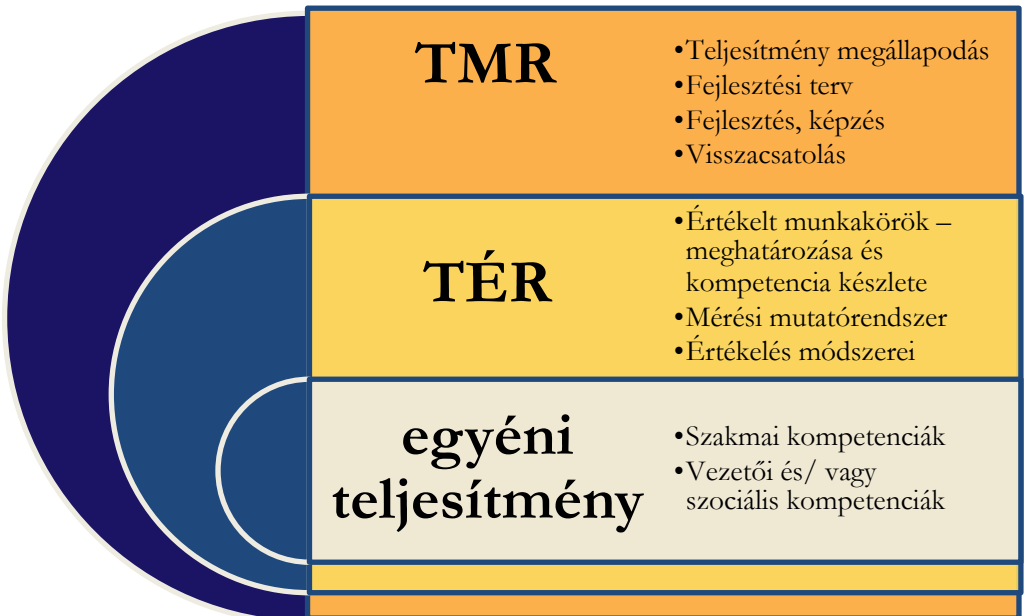 TMR
•Teljesítmény megállapodás
•Fejlesztési terv
•Fejlesztés, képzés
•Visszacsatolás
TÉR
•Értékelt munkakörök –
meghatározása és
kompetencia készlete
•Mérési mutatórendszer
•Értékelés módszerei
egyéni
teljesítmény
•Szakmai kompetenciák
•Vezetői és/ vagy
szociális kompetenciák